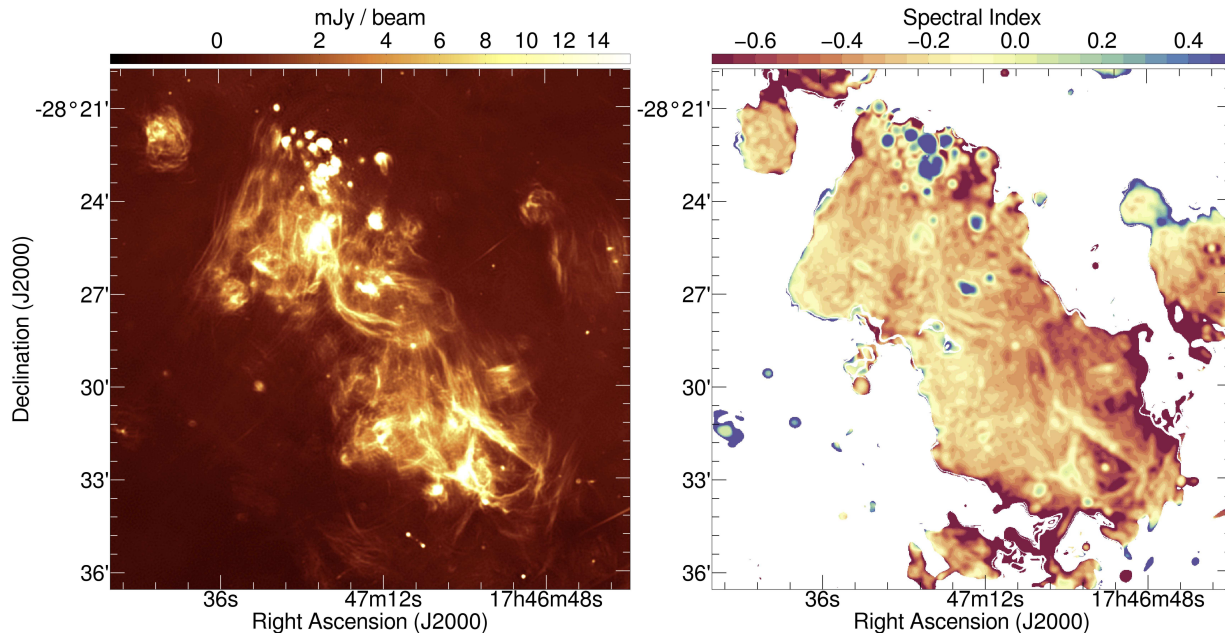 mJy / beam
0 2 4 6 8 10 12 14
Spectral Index
−0.6 −0.4 −0.2 0.0 0.2 0.4
-28°21'
24'
27'
30'
33'
36'
Declination (J2000)
36s 47m12s 17h46m48s
Right Ascension (J2000)
-28°21'
24'
27'
30'
33'
36'
36s 47m12s 17h46m48s
Right Ascension (J2000)